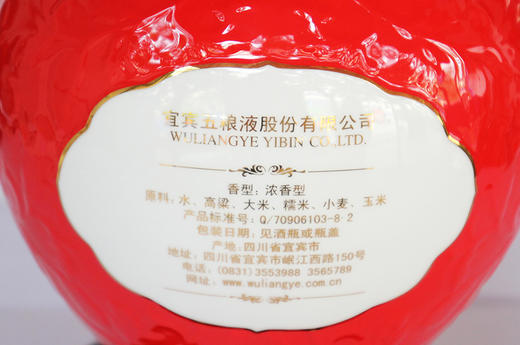 宜宾五粮液股份有限公司
WULIANGYE YIBIN CO.,LTD.
香型: 浓香型
原料: 水、高粱、大米、糯米、小麦、玉米
产品标准号: Q/70906103-8·2
包装日期: 见酒瓶或瓶盖
产地: 四川省宜宾市
地址: 四川省宜宾市岷江西路150号
电话: (0831)3553988 3565789
网址: www.wuliangye.com.cn